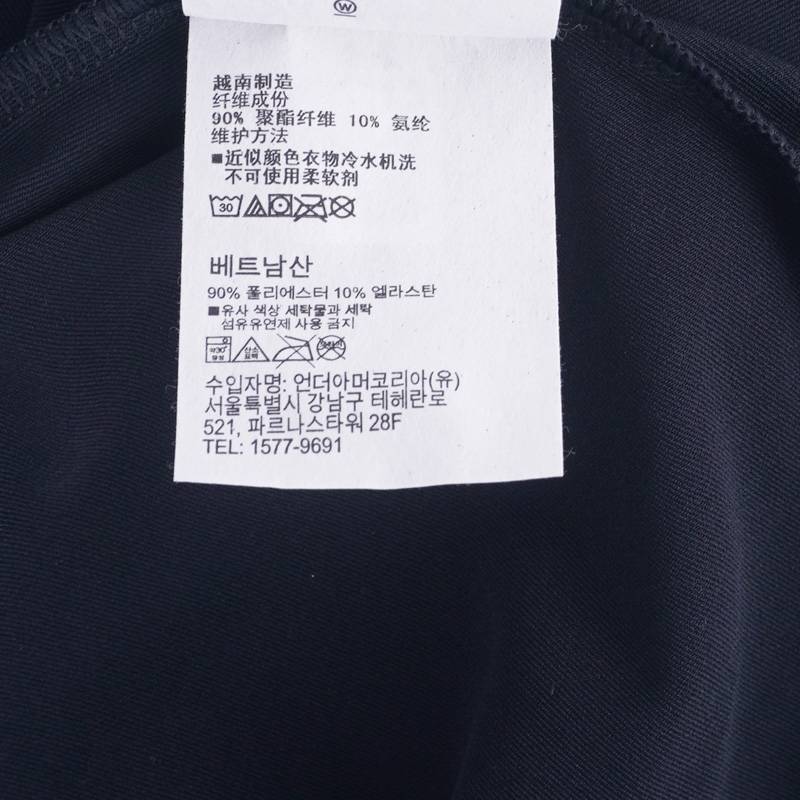 W
越南制造
纤维成份
90% 聚酯纤维 10% 氨纶
维护方法
■近似颜色衣物冷水机洗
不可使用柔软剂
30
베트남산
90% 폴리에스터 10% 엘라스탄
■유사 색상 세탁물과 세탁
섬유유연제 사용 금지
수입자명: 언더아머코리아(유)
서울특별시 강남구 테헤란로
521, 파르나스타워 28F
TEL: 1577-9691